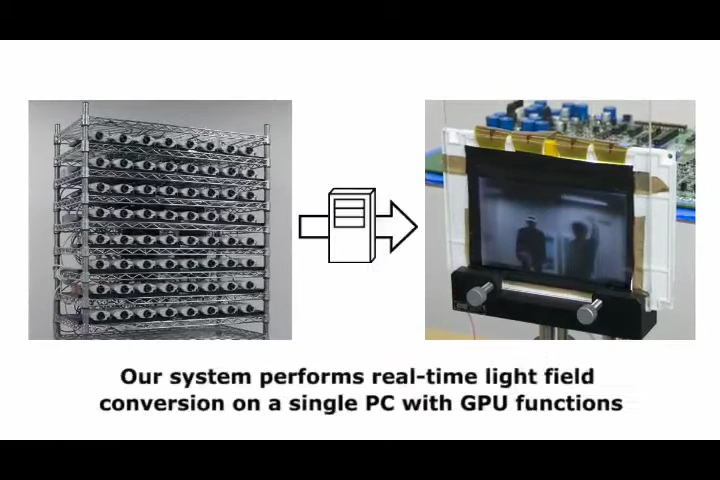 Our system performs real-time light field
conversion on a single PC with GPU functions